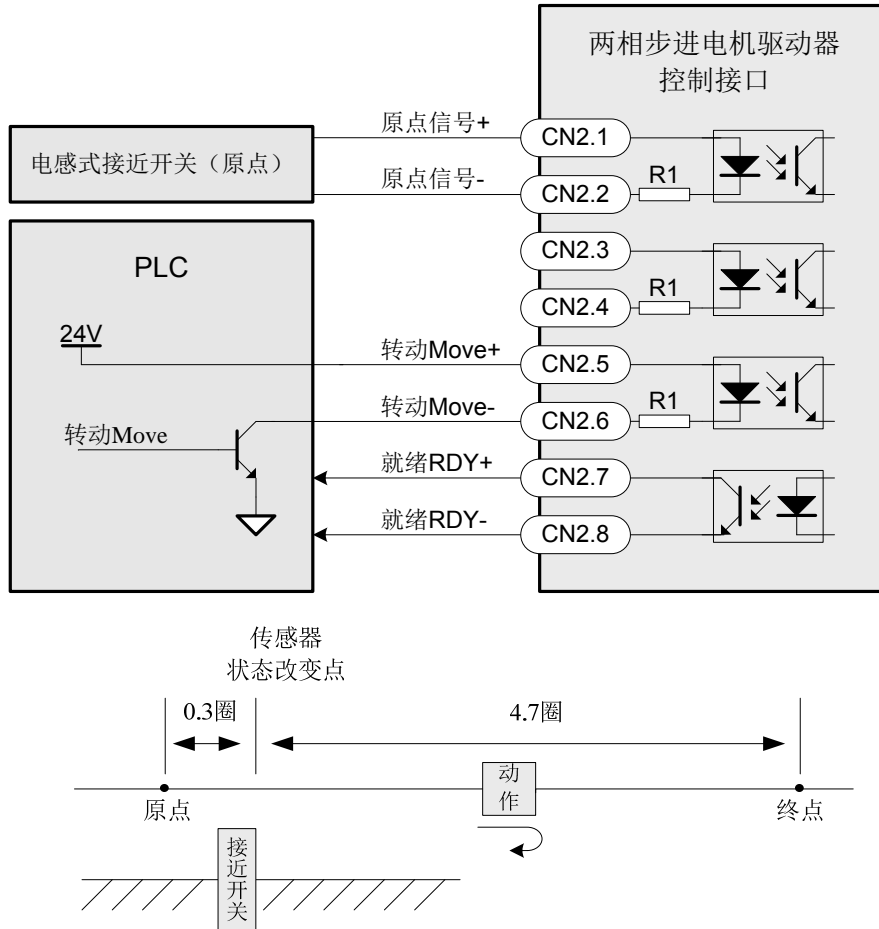 两相步进电机驱动器
控制接口
原点信号+
CN2.1
电感式接近开关（原点）
原点信号-
CN2.2
R1
PLC
CN2.3
24V
CN2.4
R1
转动Move+
CN2.5
转动Move-
CN2.6
R1
转动Move
就绪RDY+
CN2.7
就绪RDY-
CN2.8
传感器
状态改变点
0.3圈
4.7圈
动作
原点
终点
接近开关